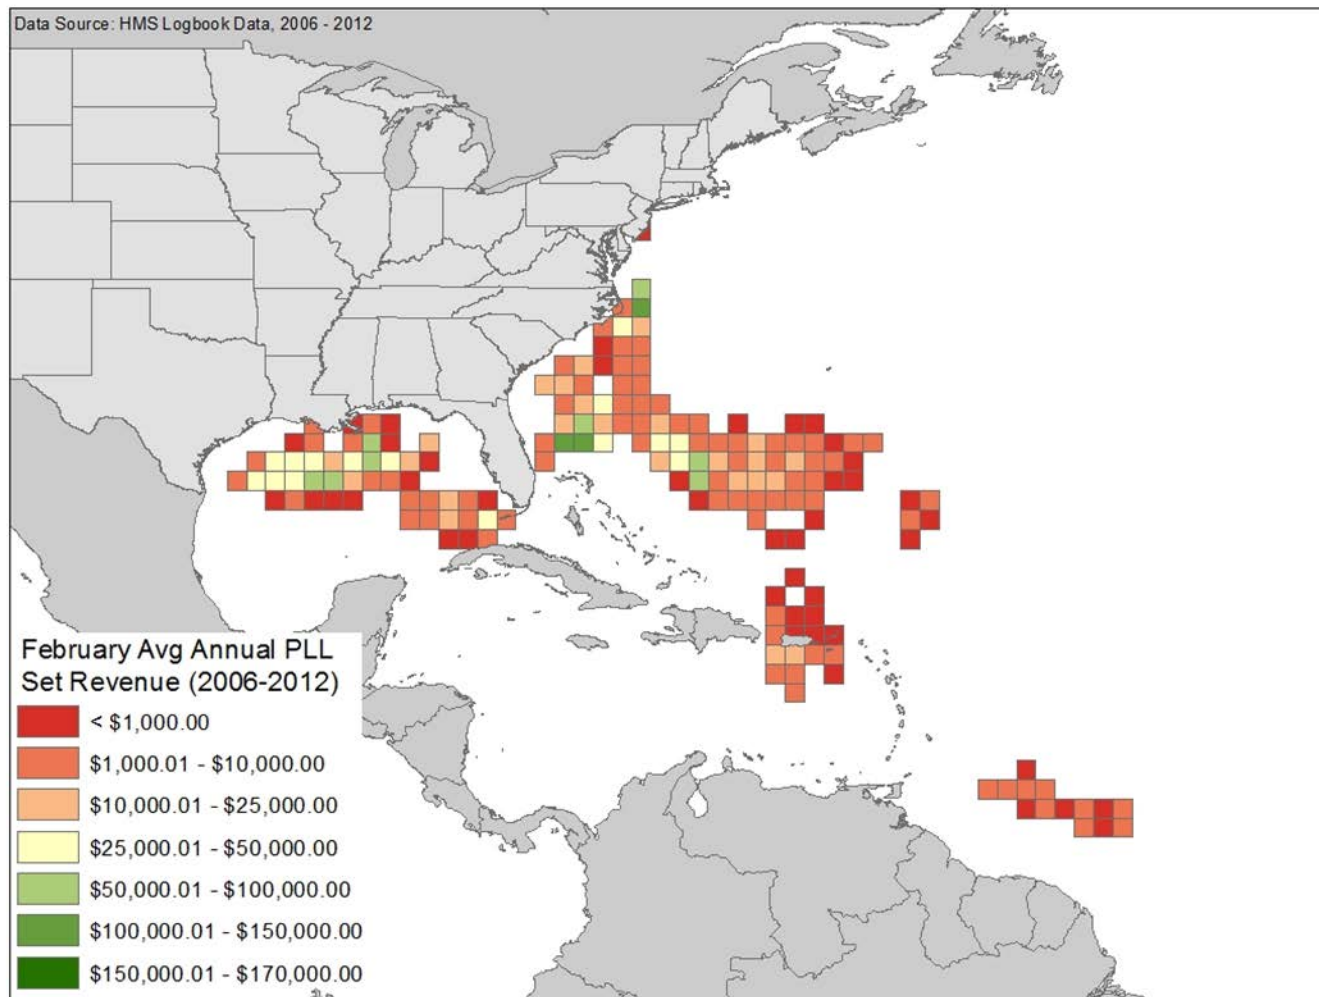 Data Source: HMS Logbook Data, 2006 - 2012
February Avg Annual PLL
Set Revenue (2006-2012)
< $1,000.00
$1,000.01 - $10,000.00
$10,000.01 - $25,000.00
$25,000.01 - $50,000.00
$50,000.01 - $100,000.00
$100,000.01 - $150,000.00
$150,000.01 - $170,000.00